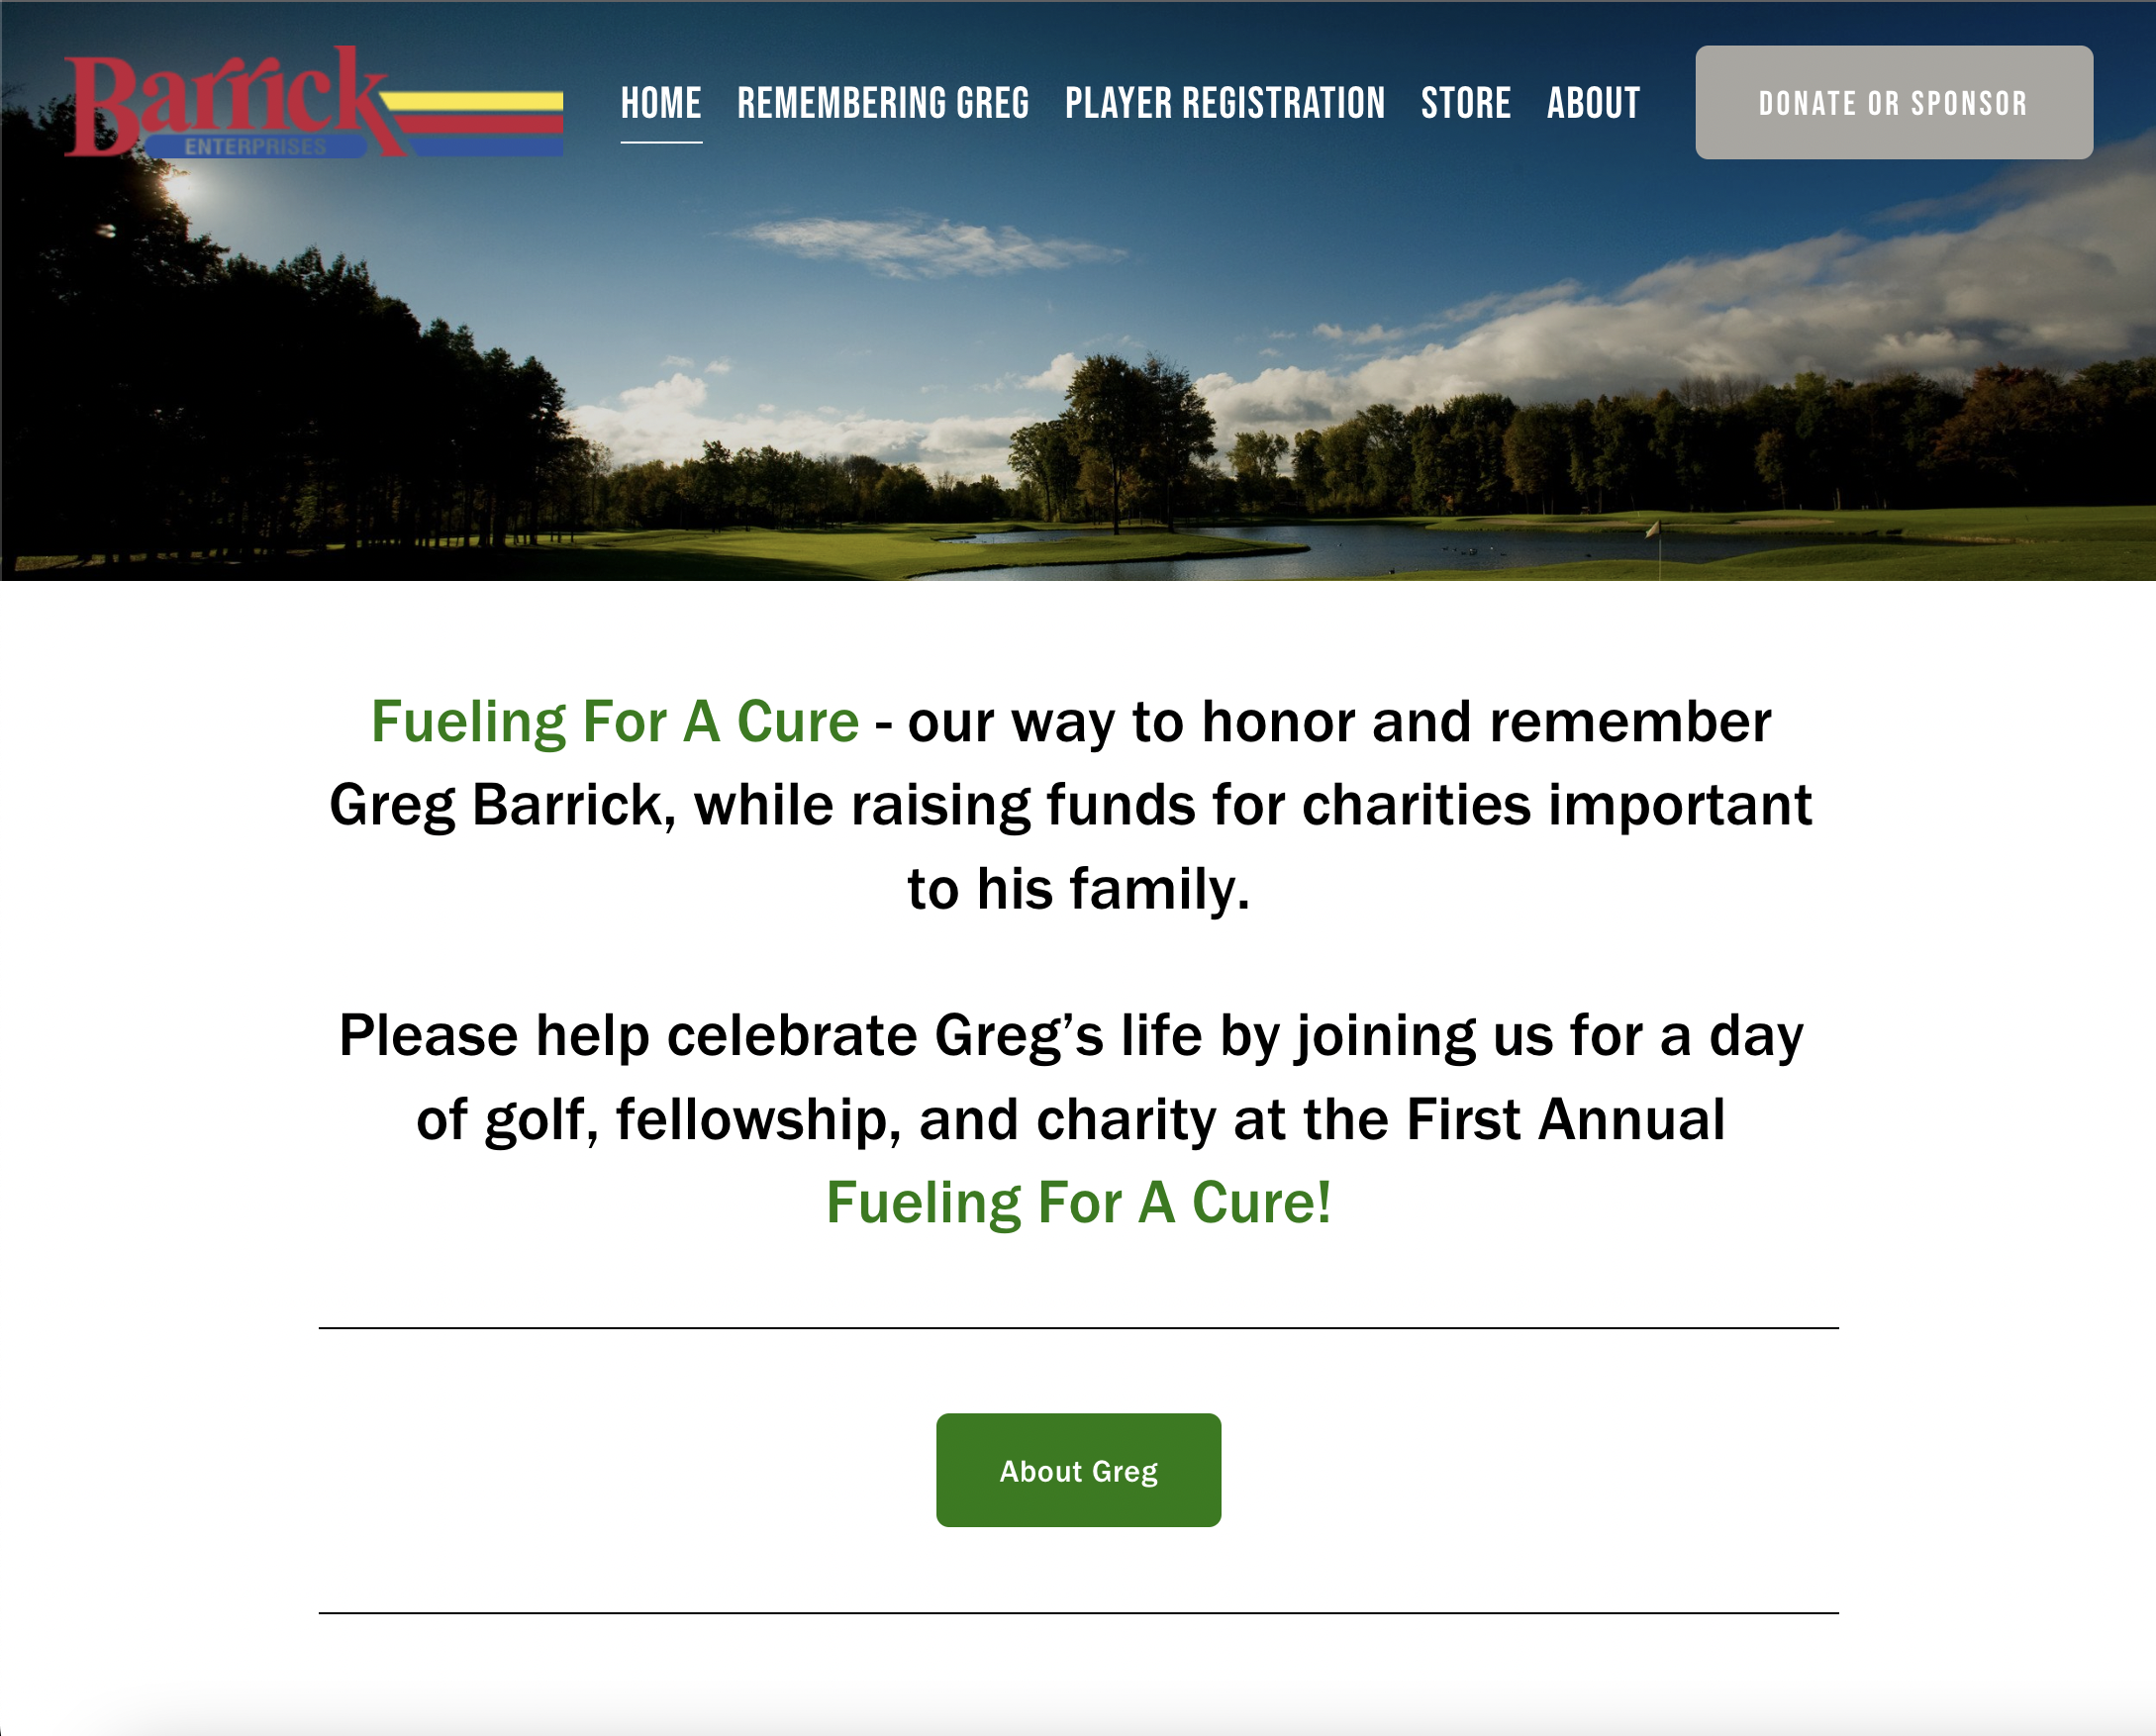 Barrick
ENTERPRISES
HOME REMEMBERING GREG PLAYER REGISTRATION STORE ABOUT DONATE OR SPONSOR
Fueling For A Cure - our way to honor and remember
Greg Barrick, while raising funds for charities important
to his family.
Please help celebrate Greg’s life by joining us for a day
of golf, fellowship, and charity at the First Annual
Fueling For A Cure!
About Greg